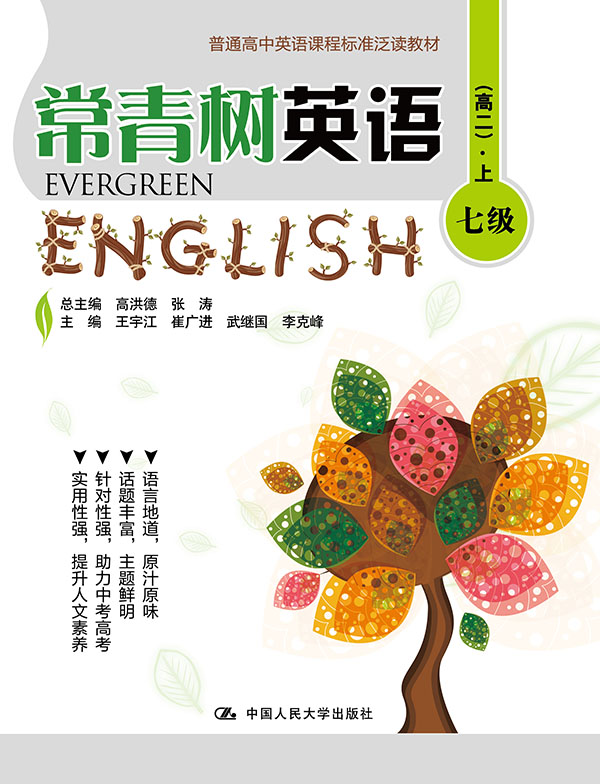 普通高中英语课程标准泛读教材
常青树英语
EVERGREEN
ENGLISH
（高二）·上
七级
总主编 高洪德 张 涛
主 编 王宇江 崔广进 武继国 李克峰
语言地道，原汁原味
话题丰富，主题鲜明
针对性强，助力中考高考
实用性强，提升人文素养
中国人民大学出版社